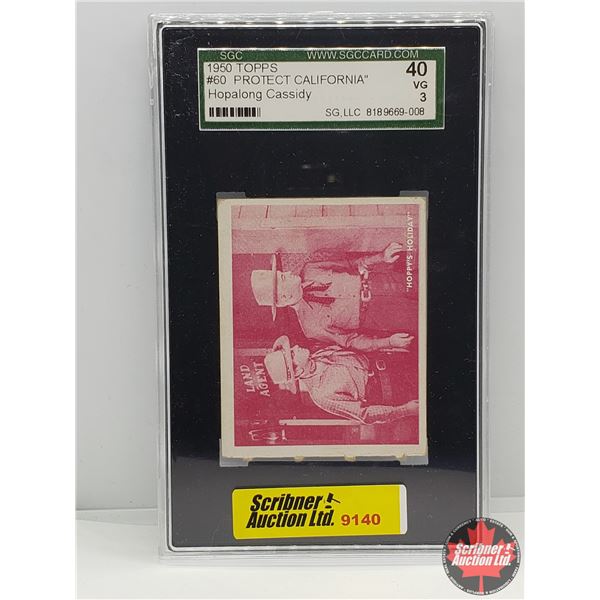 SGC WWW.SGCCARD.COM
1950 TOPPS 40
#60 PROTECT CALIFORNIA" VG
Hopalong Cassidy 3
SG,LLC 8189669-008
LAND
AGENT
"HOPPY'S HOLIDAY"
Scribner
Auction Ltd. 9140
Scribner
Auction Ltd.